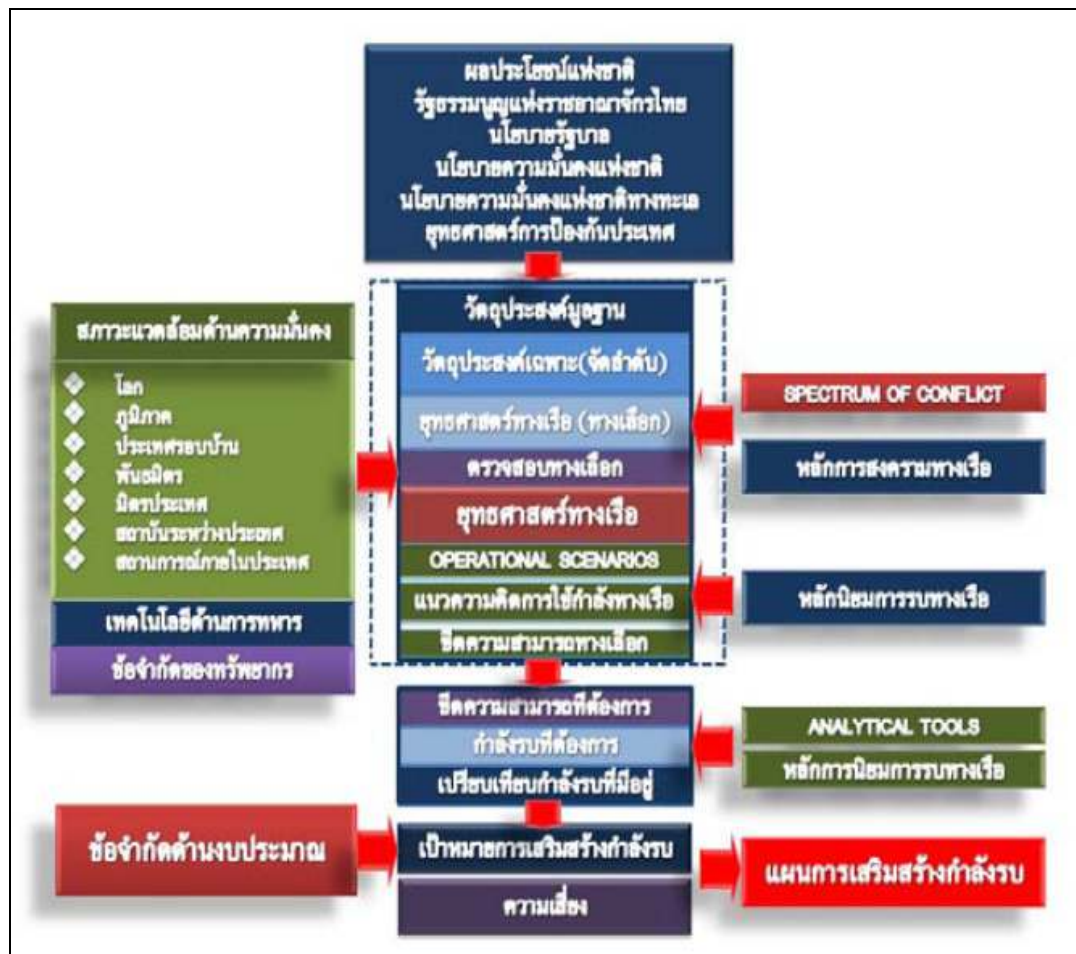 ผลประโยชน์แห่งชาติ
รัฐธรรมนูญแห่งราชอาณาจักรไทย
นโยบายรัฐบาล
นโยบายความมั่นคงแห่งชาติ
นโยบายความมั่นคงแห่งชาติทางทะเล
ยุทธศาสตร์การป้องกันประเทศ
สภาวะแวดล้อมด้านความมั่นคง
โลก
ภูมิภาค
ประเทศรอบบ้าน
พันธมิตร
มิตรประเทศ
สถาบันระหว่างประเทศ
สถานการณ์ภายในประเทศ
เทคโนโลยีด้านการทหาร
ข้อจำกัดของทรัพยากร
วัตถุประสงค์มูลฐาน
วัตถุประสงค์เฉพาะ(จัดลำดับ)
ยุทธศาสตร์ทางเรือ (ทางเลือก)
ตรวจสอบทางเลือก
ยุทธศาสตร์ทางเรือ
OPERATIONAL SCENARIOS
แนวความคิดการใช้กำลังทางเรือ
ขีดความสามารถทางเลือก
SPECTRUM OF CONFLICT
หลักการสงครามทางเรือ
หลักนิยมการรบทางเรือ
ขีดความสามารถที่ต้องการ
กำลังรบที่ต้องการ
เปรียบเทียบกำลังรบที่มีอยู่
ANALYTICAL TOOLS
หลักการนิยมการรบทางเรือ
ข้อจำกัดด้านงบประมาณ
เป้าหมายการเสริมสร้างกำลังรบ
ความเสี่ยง
แผนการเสริมสร้างกำลังรบ